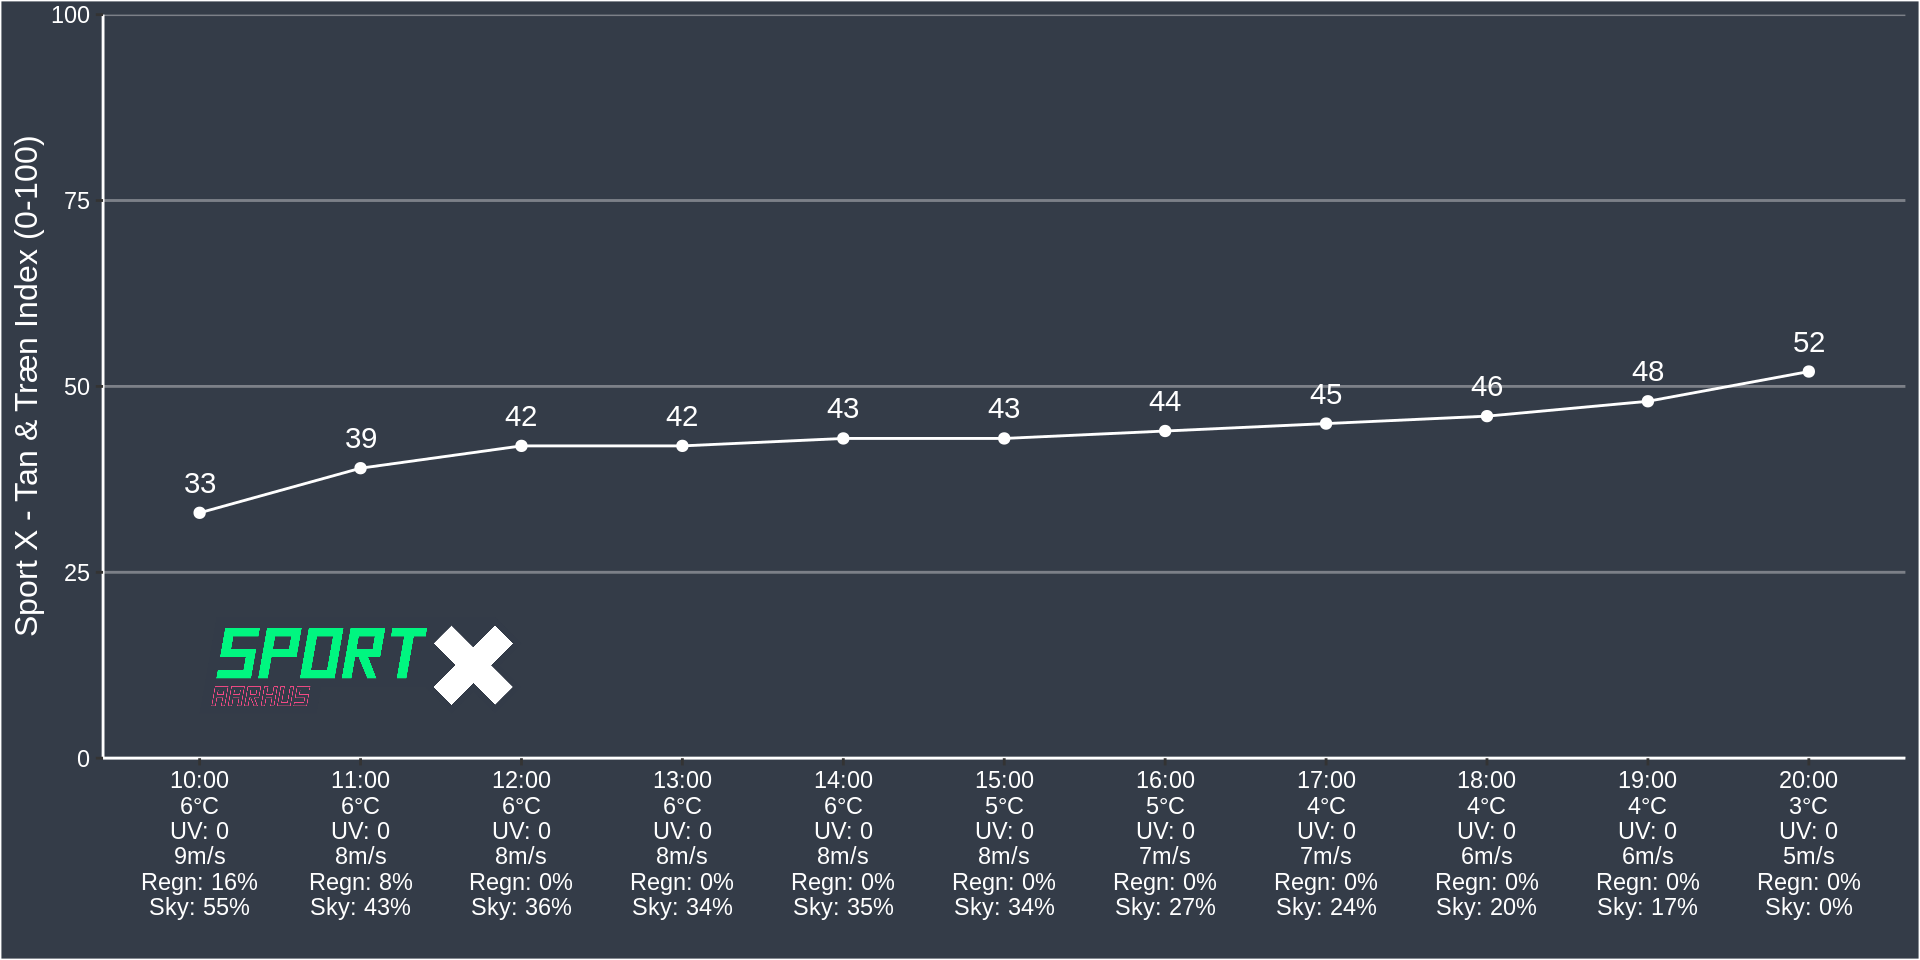 Sport X - Tan & Træn Index (0-100)
100
75
50
25
0
33
39
42
42
43
43
44
45
46
48
52
SPORT X
AARHUS
10:00
6°C
UV: 0
9m/s
Regn: 16%
Sky: 55%
11:00
6°C
UV: 0
8m/s
Regn: 8%
Sky: 43%
12:00
6°C
UV: 0
8m/s
Regn: 0%
Sky: 36%
13:00
6°C
UV: 0
8m/s
Regn: 0%
Sky: 34%
14:00
6°C
UV: 0
8m/s
Regn: 0%
Sky: 35%
15:00
5°C
UV: 0
8m/s
Regn: 0%
Sky: 34%
16:00
5°C
UV: 0
7m/s
Regn: 0%
Sky: 27%
17:00
4°C
UV: 0
7m/s
Regn: 0%
Sky: 24%
18:00
4°C
UV: 0
6m/s
Regn: 0%
Sky: 20%
19:00
4°C
UV: 0
6m/s
Regn: 0%
Sky: 17%
20:00
3°C
UV: 0
5m/s
Regn: 0%
Sky: 0%